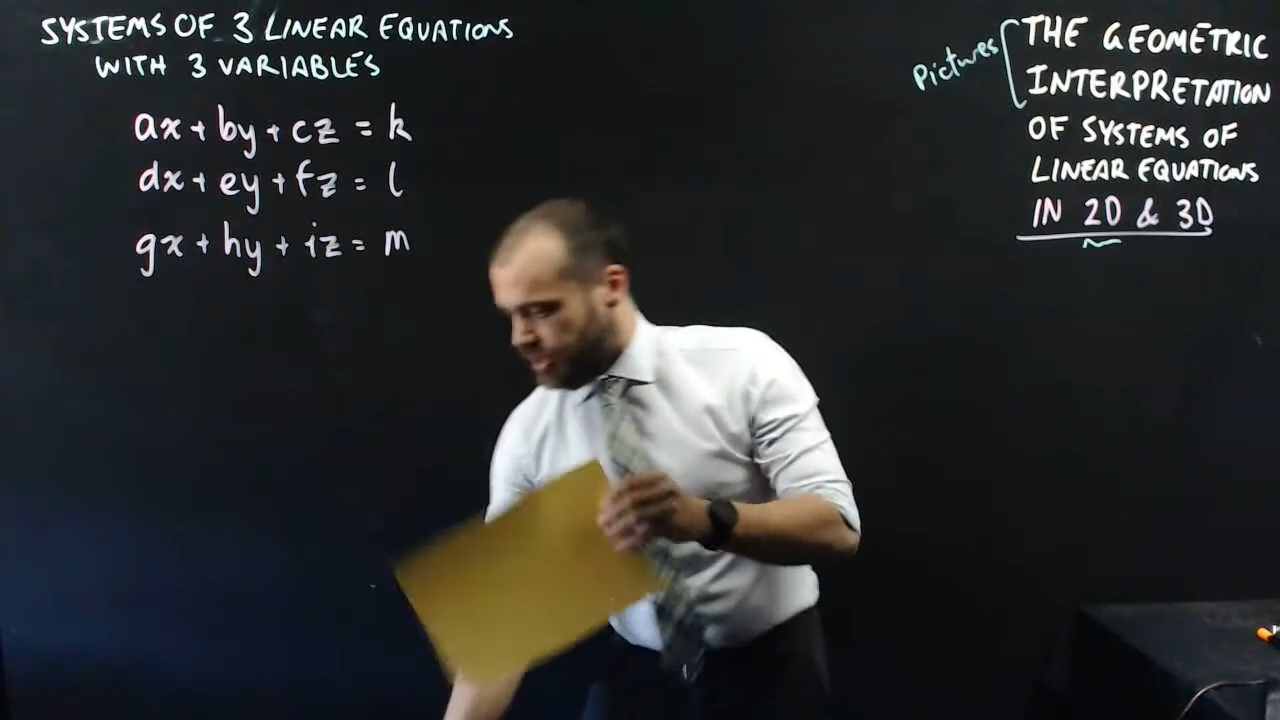 SYSTEMS OF 3 LINEAR EQUATIONS
WITH 3 VARIABLES
ax + by + cz = k
dx + ey + fz = l
gx + hy + iz = m
Pictures
THE GEOMETRIC
INTERPRETATION
OF SYSTEMS OF
LINEAR EQUATIONS
IN 2D & 3D